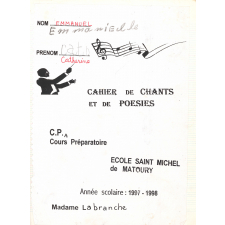 NOM EMMANUEL
Emmanielle
PRENOM
Catherine
CAHIER DE CHANTS
ET DE POESIES
C.P.A
Cours Préparatoire
ECOLE SAINT MICHEL
de MATOURY
Année scolaire : 1997 - 1998
Madame Labranche